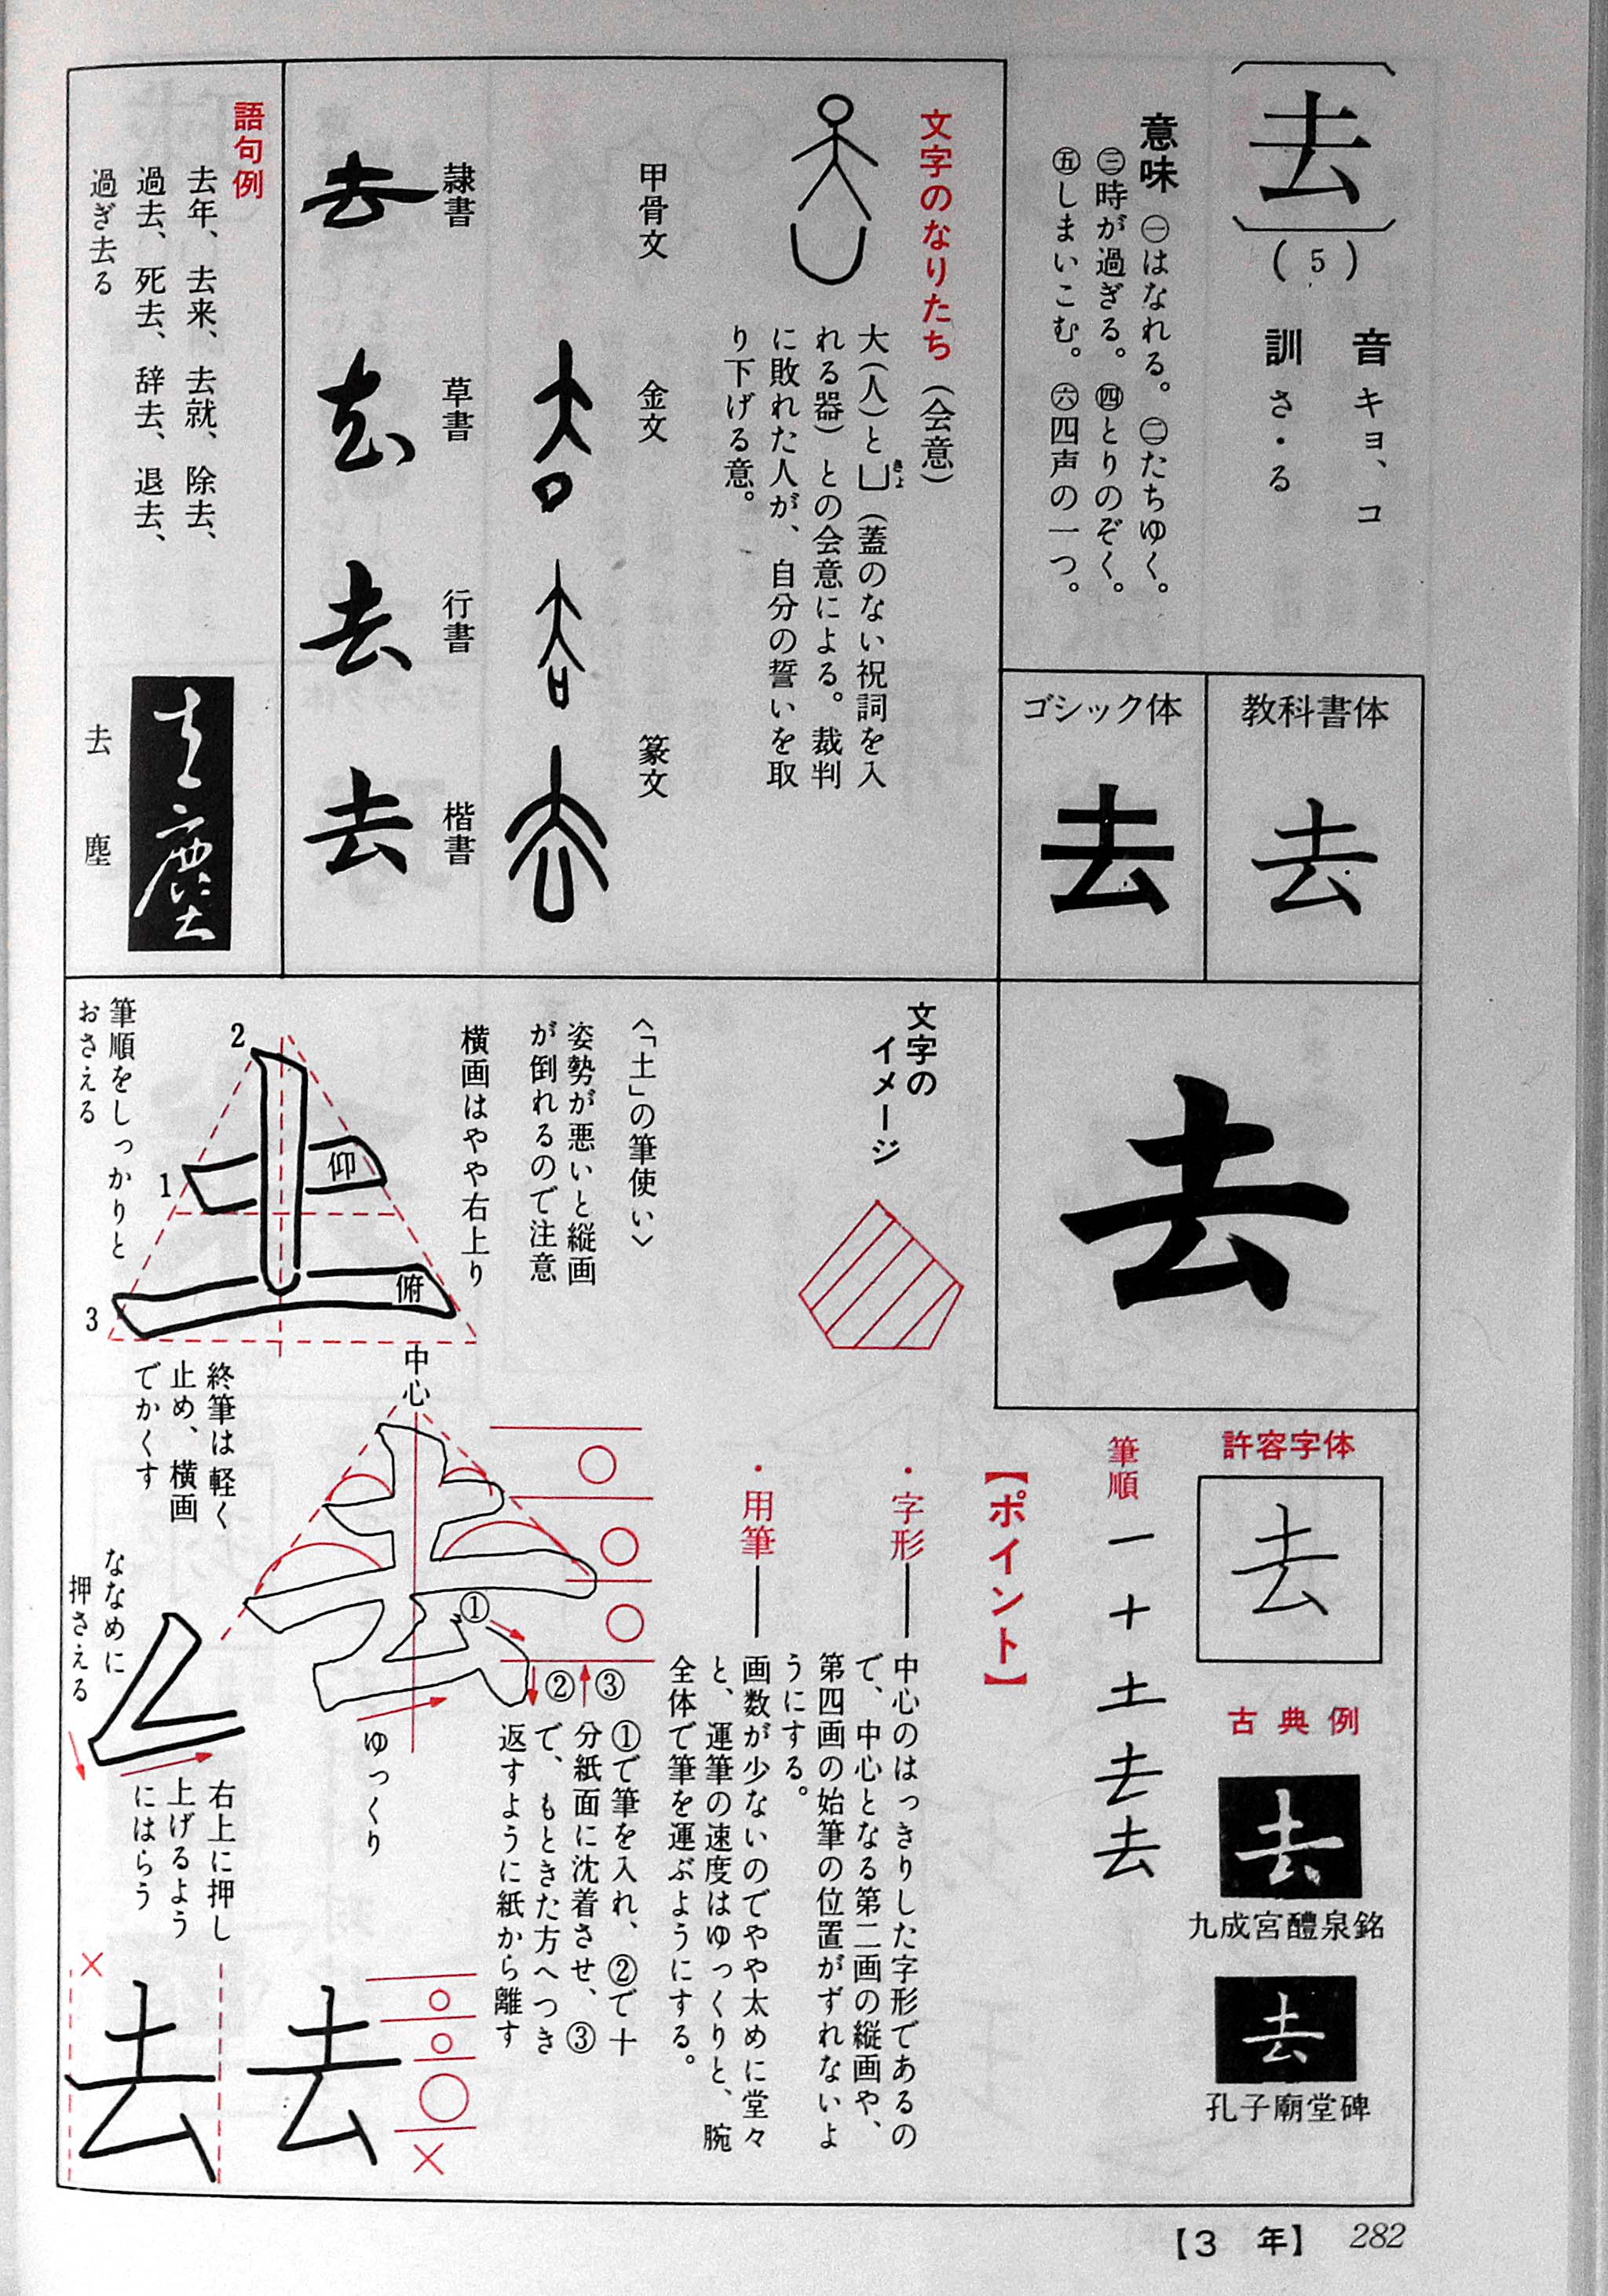 〔去〕(5)
音 キョ、コ
訓 さ・る
意味 ㊀はなれる。㊁たちゆく。
㊂時が過ぎる。㊃とりのぞく。
㊄しまいこむ。㊅四声の一つ。
教科書体
去
ゴシック体
去
文字のなりたち（会意）
大（人）と凵（蓋のない祝詞を入
きょ
れる器）との会意による。裁判
に敗れた人が、自分の誓いを取
り下げる意。
甲骨文
金文
篆文
隷書
草書
行書
楷書
去
去
去
去
語句例
去年、去来、去就、除去、
過去、死去、辞去、退去、
過ぎ去る
去塵
去塵
去
許容字体
去
古典例
去
九成宮醴泉銘
去
孔子廟堂碑
筆順
一十土去去
【ポイント】
・字形――中心のはっきりした字形であるの
で、中心となる第二画の縦画や、
第四画の始筆の位置がずれないよ
うにする。
・用筆――画数が少ないのでやや太めに堂々
と、運筆の速度はゆっくりと、腕
全体で筆を運ぶようにする。
文字の
イメージ
〈「土」の筆使い〉
姿勢が悪いと縦画
が倒れるので注意
横画はやや右上り
2
1
3
仰
俯
筆順をしっかりと
おさえる
終筆は軽く
止め、横画
でかくす
中心
①
②
③
①で筆を入れ、②で十
分紙面に沈着させ、③
で、もときた方へつき
返すように紙から離す
ゆっくり
ななめに
押さえる
右上に押し
上げるよう
にはらう
去
去
【3 年】 282